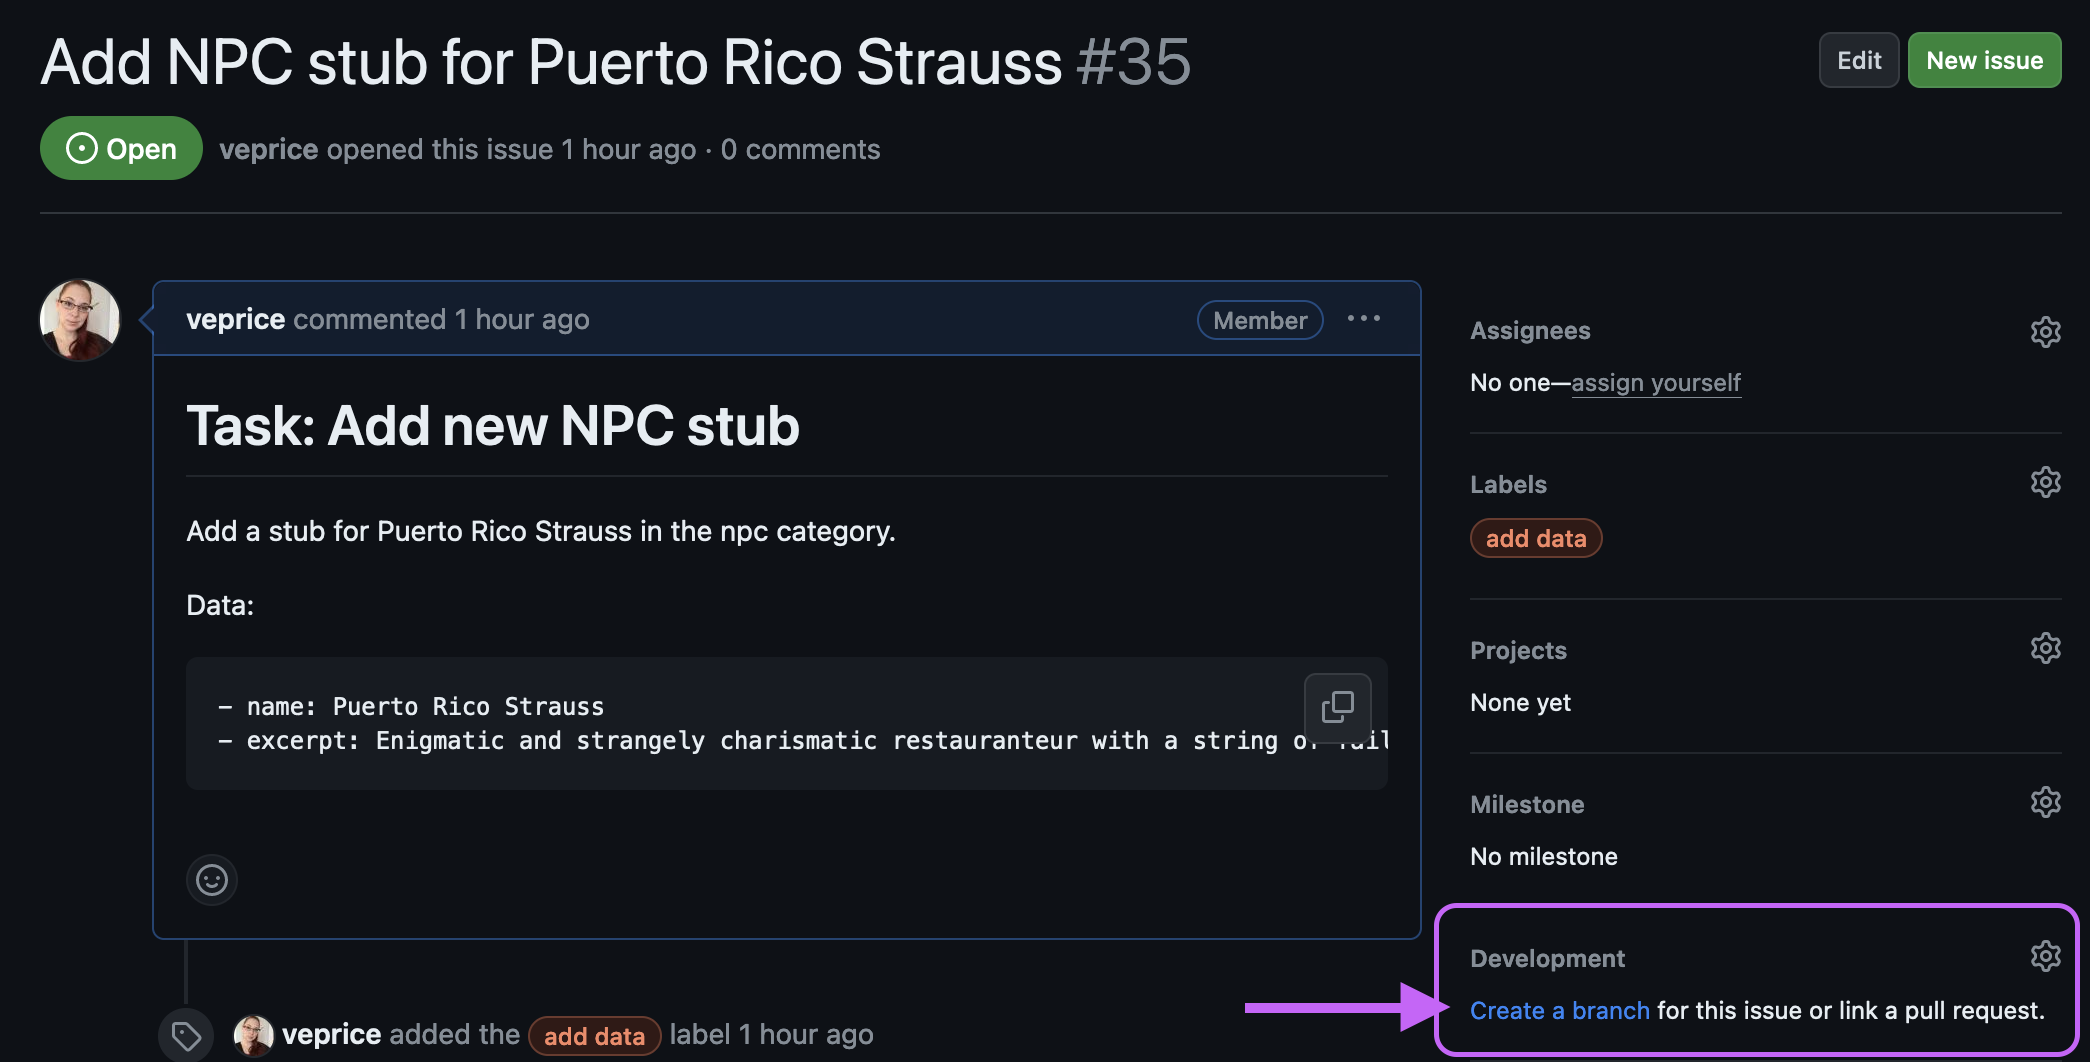 Add NPC stub for Puerto Rico Strauss #35
Edit
New issue
Open
veprice opened this issue 1 hour ago · 0 comments
veprice commented 1 hour ago
Member
Task: Add new NPC stub
Add a stub for Puerto Rico Strauss in the npc category.
Data:
- name: Puerto Rico Strauss
- excerpt: Enigmatic and strangely charismatic restauranteur with a string
veprice added the add data label 1 hour ago
Assignees
No one—assign yourself
Labels
add data
Projects
None yet
Milestone
No milestone
Development
Create a branch for this issue or link a pull request.